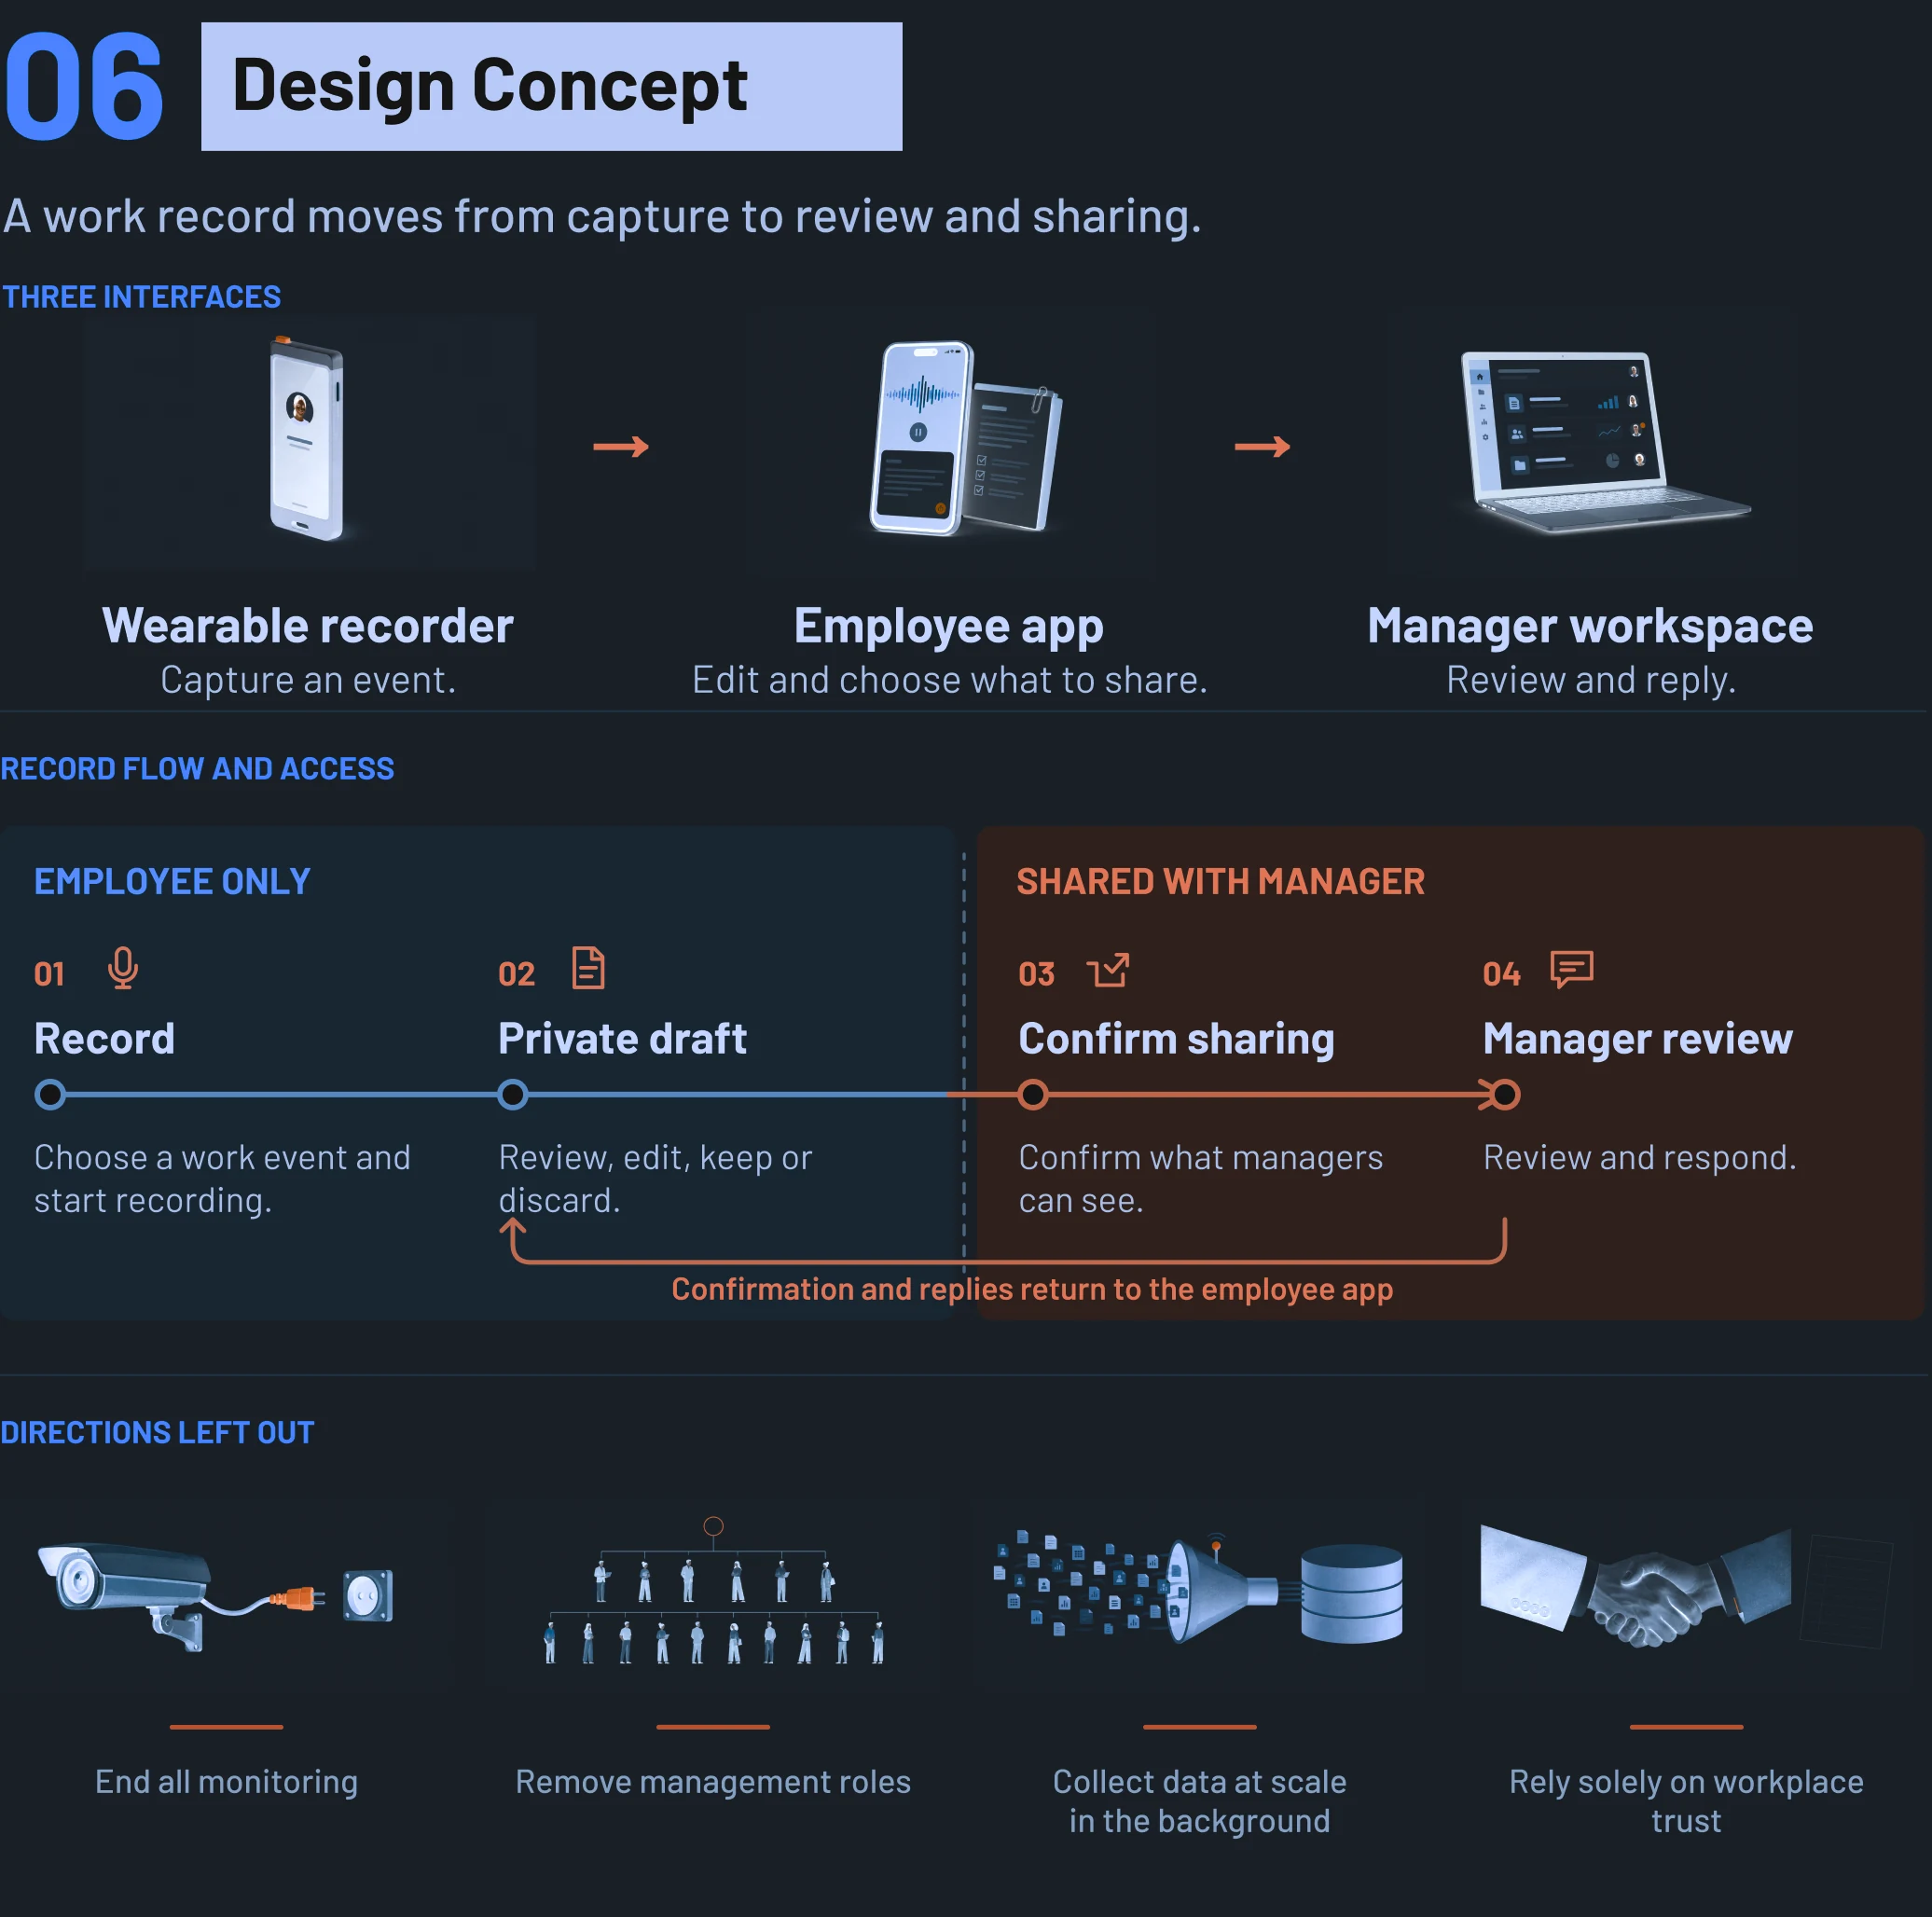 06
Design Concept
A work record moves from capture to review and sharing.
THREE INTERFACES
Wearable recorder
Capture an event.
Employee app
Edit and choose what to share.
Manager workspace
Review and reply.
RECORD FLOW AND ACCESS
EMPLOYEE ONLY
01
Record
Choose a work event and
start recording.
02
Private draft
Review, edit, keep or
discard.
SHARED WITH MANAGER
03
Confirm sharing
Confirm what managers
can see.
04
Manager review
Review and respond.
Confirmation and replies return to the employee app
DIRECTIONS LEFT OUT
End all monitoring
Remove management roles
Collect data at scale
in the background
Rely solely on workplace
trust